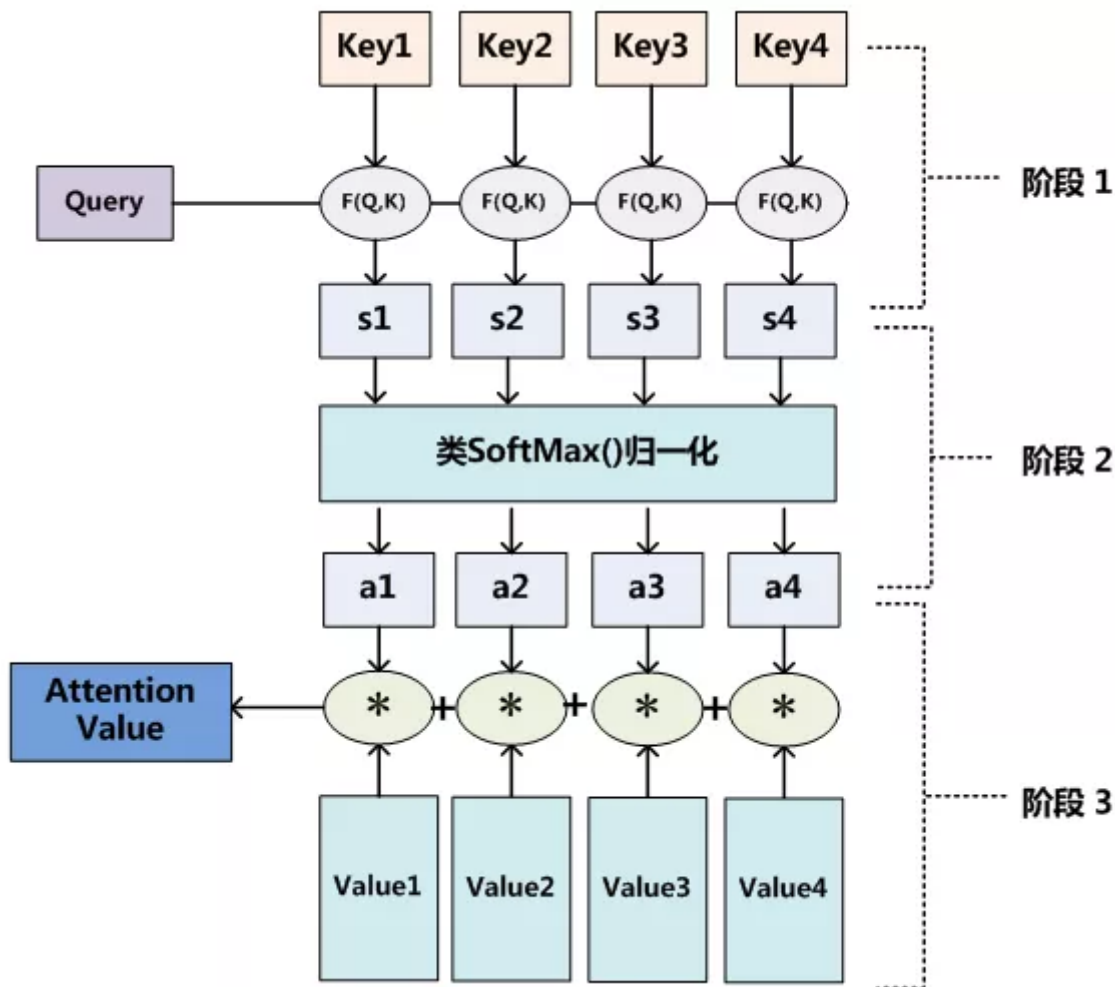 Key1 Key2 Key3 Key4
阶段 1
Query F(Q,K) F(Q,K) F(Q,K) F(Q,K)
s1 s2 s3 s4
类SoftMax()归一化
阶段 2
a1 a2 a3 a4
Attention
Value
* + * + * + *
阶段 3
Value1 Value2 Value3 Value4